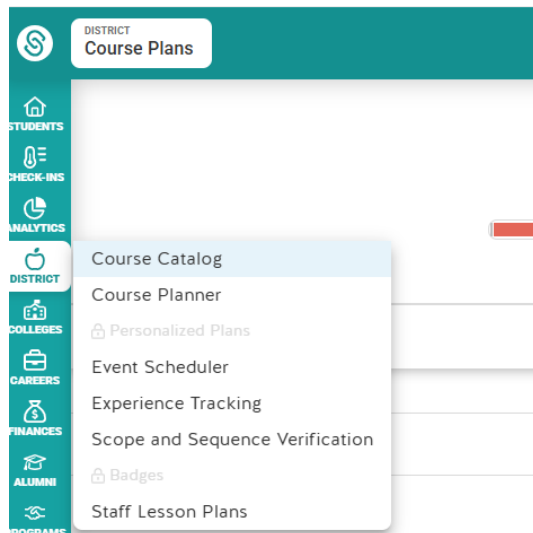 DISTRICT
Course Plans
STUDENTS
CHECK-INS
ANALYTICS
DISTRICT
COLLEGES
CAREERS
FINANCES
ALUMNI
PROGRAMS
Course Catalog
Course Planner
Personalized Plans
Event Scheduler
Experience Tracking
Scope and Sequence Verification
Badges
Staff Lesson Plans